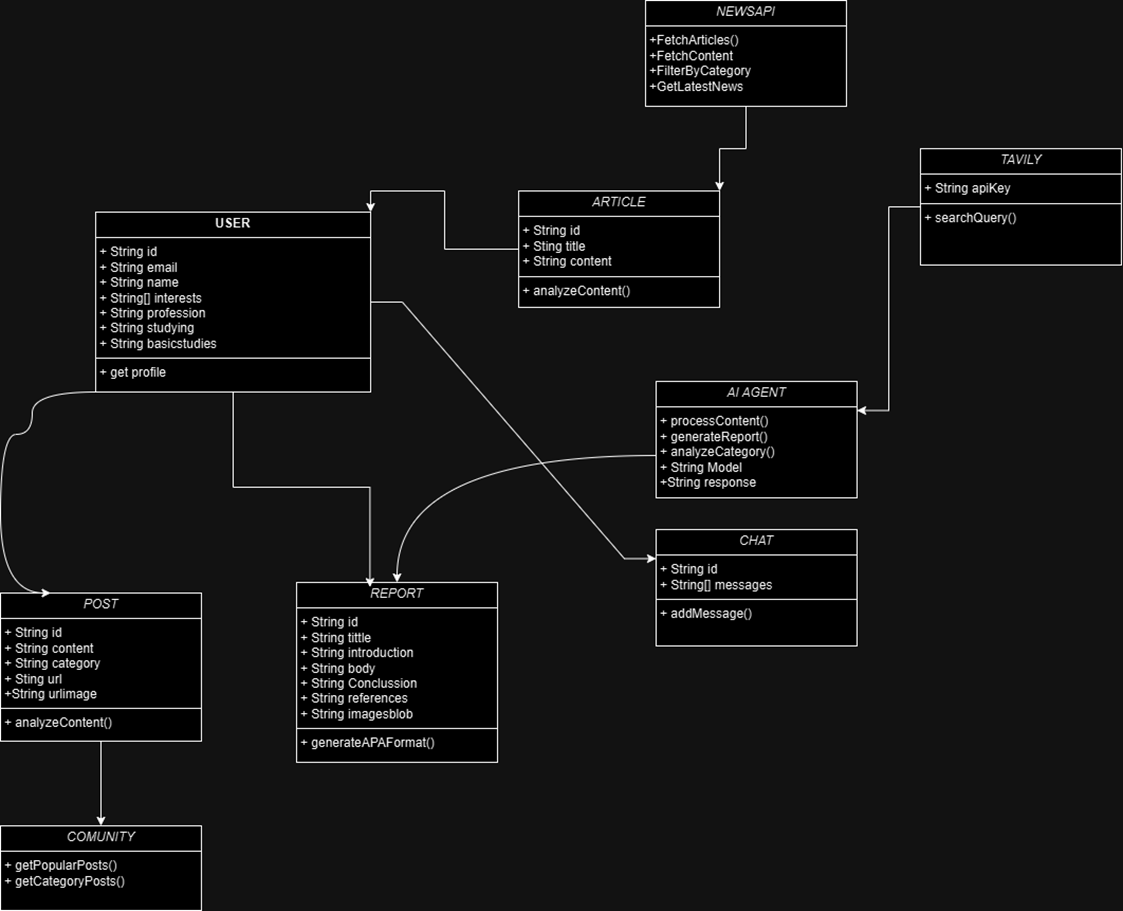 NEWSAPI
+FetchArticles()
+FetchContent
+FilterByCategory
+GetLatestNews
TAVILY
+ String apiKey
+ searchQuery()
ARTICLE
+ String id
+ Sting title
+ String content
+ analyzeContent()
USER
+ String id
+ String email
+ String name
+ String[] interests
+ String profession
+ String studying
+ String basicstudies
+ get profile
AI AGENT
+ processContent()
+ generateReport()
+ analyzeCategory()
+ String Model
+String response
CHAT
+ String id
+ String[] messages
+ addMessage()
REPORT
+ String id
+ String tittle
+ String introduction
+ String body
+ String Conclussion
+ String references
+ String imagesblob
+ generateAPAFormat()
POST
+ String id
+ String content
+ String category
+ Sting url
+String urlimage
+ analyzeContent()
COMUNITY
+ getPopularPosts()
+ getCategoryPosts()